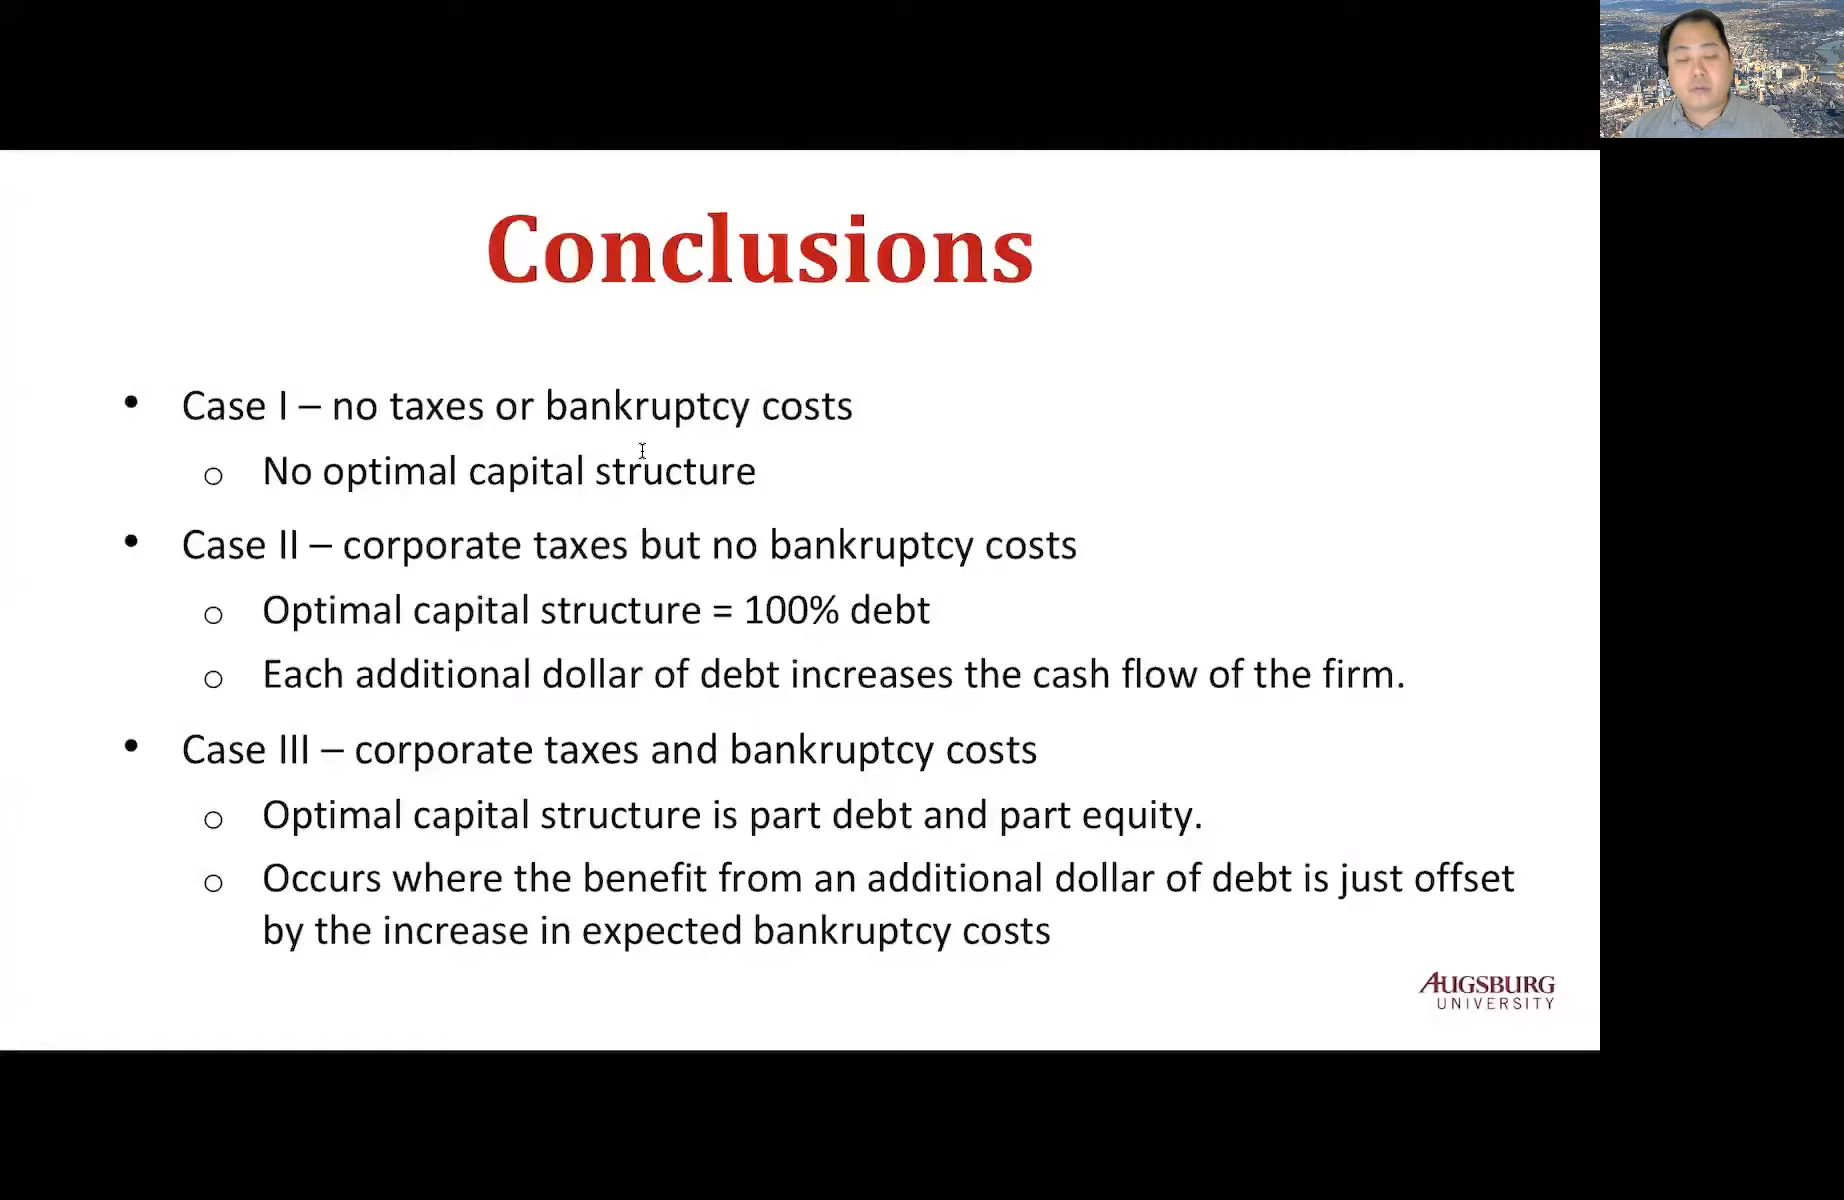 Conclusions
• Case I – no taxes or bankruptcy costs
o No optimal capital structure
• Case II – corporate taxes but no bankruptcy costs
o Optimal capital structure = 100% debt
o Each additional dollar of debt increases the cash flow of the firm.
• Case III – corporate taxes and bankruptcy costs
o Optimal capital structure is part debt and part equity.
o Occurs where the benefit from an additional dollar of debt is just offset
by the increase in expected bankruptcy costs
AUGSBURG
UNIVERSITY